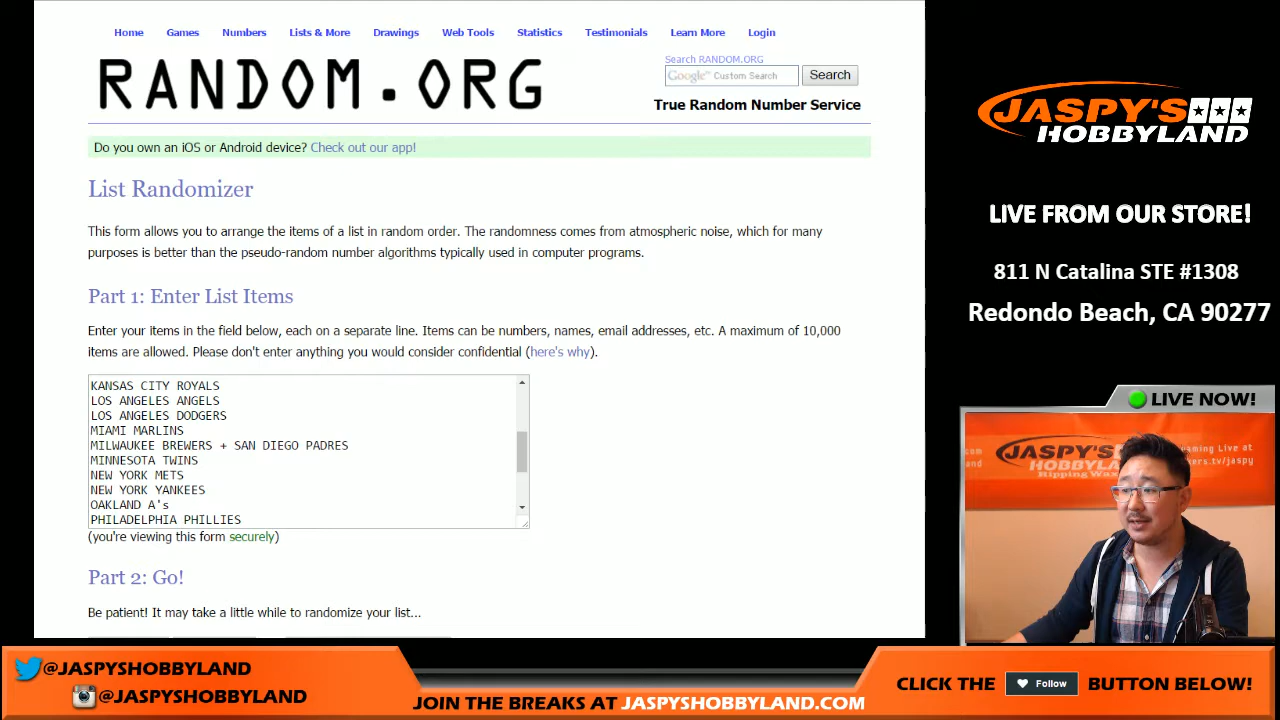 Home Games Numbers Lists & More Drawings Web Tools Statistics Testimonials Learn More Login
RANDOM.ORG
Search RANDOM.ORG
Google™ Custom Search Search
True Random Number Service
Do you own an iOS or Android device? Check out our app!
List Randomizer
This form allows you to arrange the items of a list in random order. The randomness comes from atmospheric noise, which for many
purposes is better than the pseudo-random number algorithms typically used in computer programs.
Part 1: Enter List Items
Enter your items in the field below, each on a separate line. Items can be numbers, names, email addresses, etc. A maximum of 10,000
items are allowed. Please don't enter anything you would consider confidential (here's why).
KANSAS CITY ROYALS
LOS ANGELES ANGELS
LOS ANGELES DODGERS
MIAMI MARLINS
MILWAUKEE BREWERS + SAN DIEGO PADRES
MINNESOTA TWINS
NEW YORK METS
NEW YORK YANKEES
OAKLAND A's
PHILADELPHIA PHILLIES
(you're viewing this form securely)
Part 2: Go!
Be patient! It may take a little while to randomize your list...
JASPY'S
HOBBYLAND
LIVE FROM OUR STORE!
811 N Catalina STE #1308
Redondo Beach, CA 90277
LIVE NOW!
JASPY'S
HOBBYLAND
Ripping Wax
Live at
kers.tv/jaspy
@JASPYSHOBBYLAND
@JASPYSHOBBYLAND
JOIN THE BREAKS AT JASPYSHOBBYLAND.COM
CLICK THE Follow BUTTON BELOW!